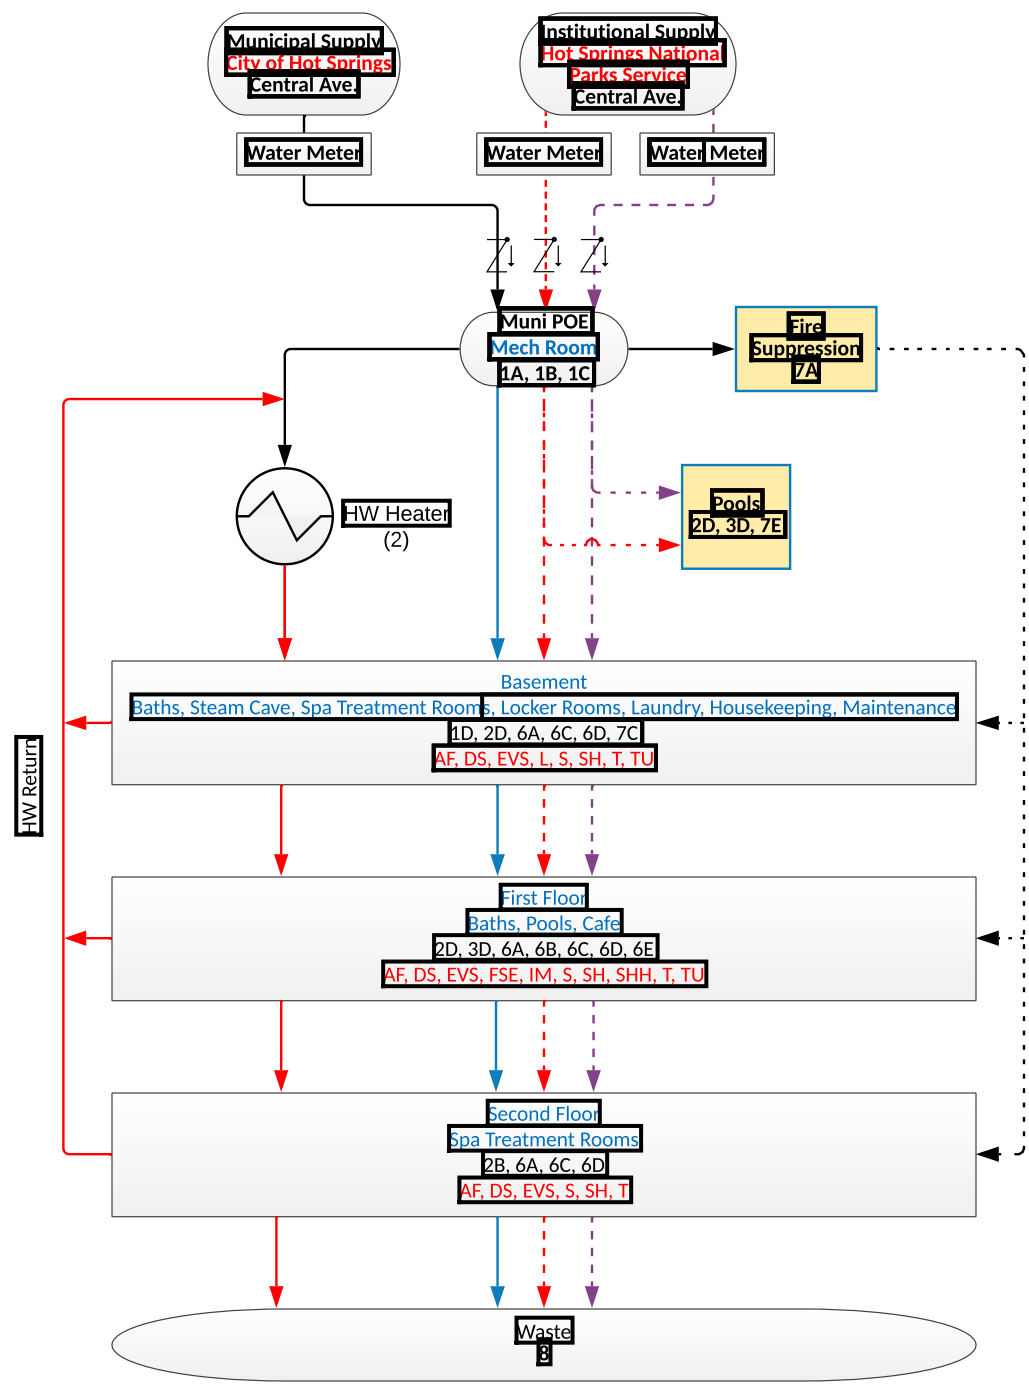 Municipal Supply
City of Hot Springs
Central Ave.
Institutional Supply
Hot Springs National
Parks Service
Central Ave.
Water Meter
Water Meter
Water Meter
Muni POE
Mech Room
1A, 1B, 1C
Fire
Suppression
7A
Pools
2D, 3D, 7E
HW Heater
(2)
Basement
Baths, Steam Cave, Spa Treatment Rooms, Locker Rooms, Laundry, Housekeeping, Maintenance
1D, 2D, 6A, 6C, 6D, 7C
AF, DS, EVS, L, S, SH, T, TU
HW Return
First Floor
Baths, Pools, Cafe
2D, 3D, 6A, 6B, 6C, 6D, 6E
AF, DS, EVS, FSE, IM, S, SH, SHH, T, TU
Second Floor
Spa Treatment Rooms
2B, 6A, 6C, 6D
AF, DS, EVS, S, SH, T
Waste
8